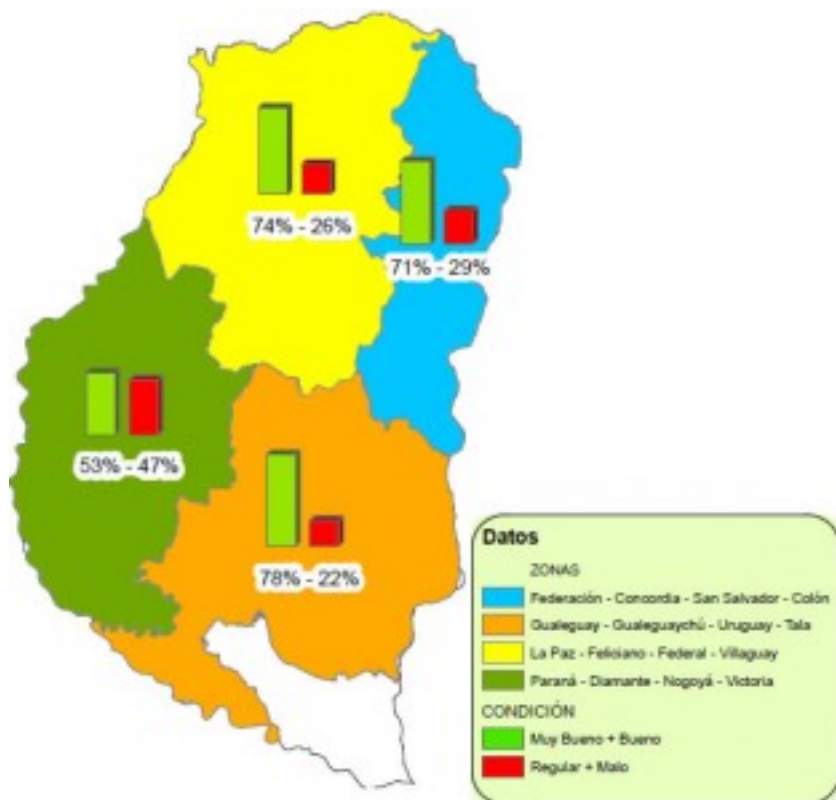 74% - 26%
71% - 29%
53% - 47%
78% - 22%
Datos
ZONAS
Federación - Concordia - San Salvador - Colón
Gualeguay - Gualeguaychú - Uruguay - Tala
La Paz - Feliciano - Federal - Villaguay
Paraná - Diamante - Nogoyá - Victoria
CONDICIÓN
Muy Bueno + Bueno
Regular + Malo